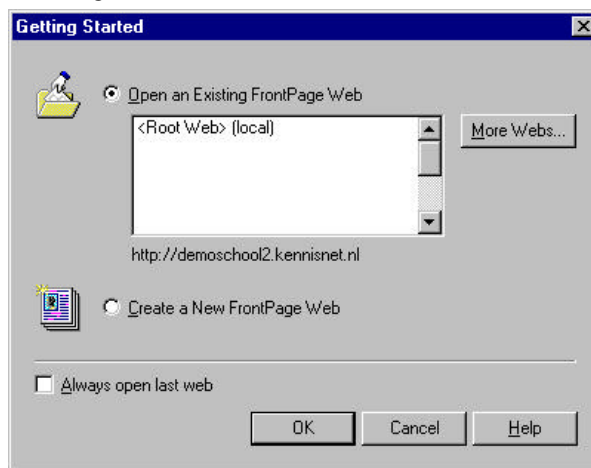 Getting Started
Open an Existing FrontPage Web
<Root Web> (local)
More Webs...
http://demoschool2.kennisnet.nl
Create a New FrontPage Web
Always open last web
OK Cancel Help